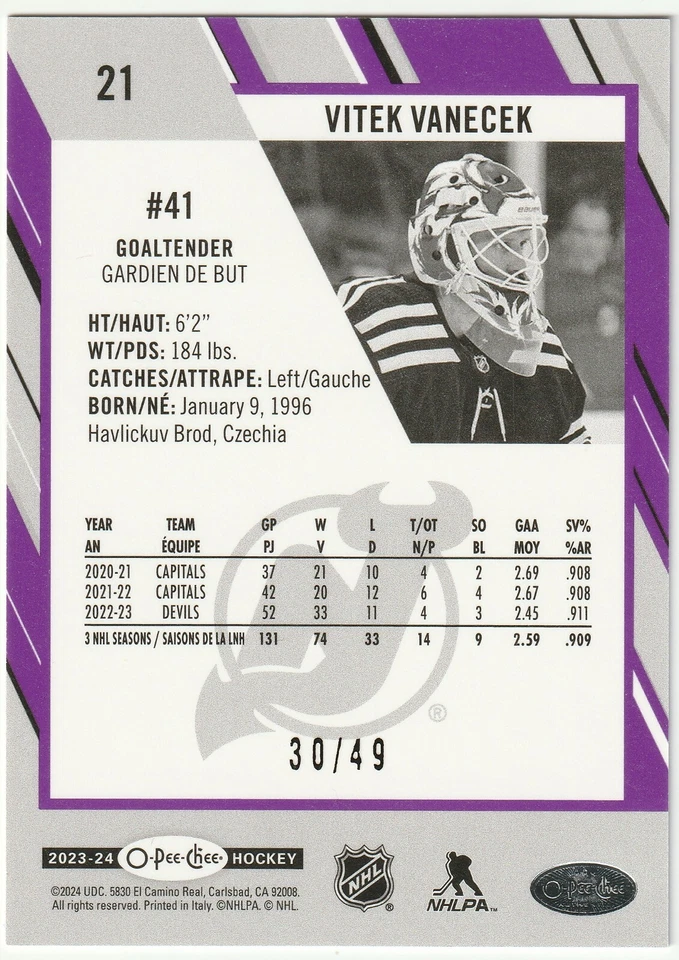 21
VITEK VANECEK
#41
GOALTENDER
GARDIEN DE BUT
HT/HAUT: 6'2"
WT/PDS: 184 lbs.
CATCHES/ATTRAPE: Left/Gauche
BORN/NÉ: January 9, 1996
Havlickuv Brod, Czechia
YEAR TEAM GP W L T/OT SO GAA SV%
AN ÉQUIPE PJ V D N/P BL MOY %AR
2020-21 CAPITALS 37 21 10 4 2 2.69 .908
2021-22 CAPITALS 42 20 12 6 4 2.67 .908
2022-23 DEVILS 52 33 11 4 3 2.45 .911
3 NHL SEASONS / SAISONS DE LA LNH 131 74 33 14 9 2.59 .909
®
30/49
2023-24 O-Pee-Chee® HOCKEY
©2024 UDC. 5830 El Camino Real, Carlsbad, CA 92008.
All rights reserved. Printed in Italy. ©NHLPA. © NHL.
NHL®
NHLPA™
O-Pee-Chee